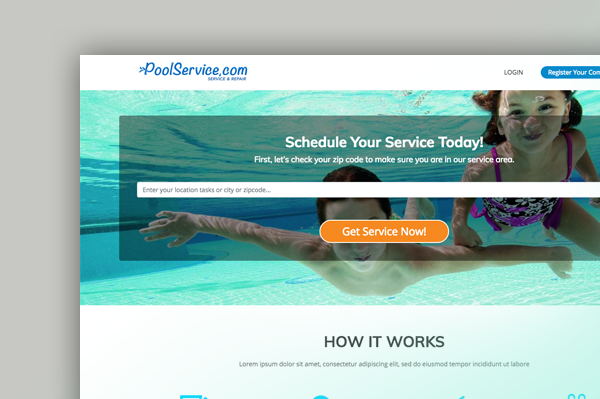 PoolService.com
SERVICE & REPAIR
LOGIN
Register Your Com
Schedule Your Service Today!
First, let's check your zip code to make sure you are in our service area.
Enter your location tasks or city or zipcode...
Get Service Now!
HOW IT WORKS
Lorem ipsum dolor sit amet, consectetur adipiscing elit, sed do eiusmod tempor incididunt ut labore